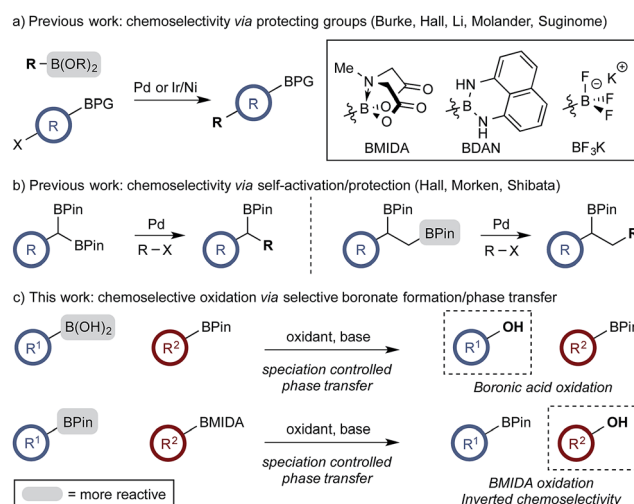 a) Previous work: chemoselectivity via protecting groups (Burke, Hall, Li, Molander, Suginome)
R–B(OR)2
BPG
R
X
Pd or Ir/Ni
BPG
R
R
Me
N
O
B
O
O
O
BMIDA
HN
B
N
H
BDAN
F
K
B
F
F
BF3K
b) Previous work: chemoselectivity via self-activation/protection (Hall, Morken, Shibata)
BPin
R
BPin
Pd
R–X
BPin
R
R
BPin
R
BPin
Pd
R–X
BPin
R
R
c) This work: chemoselective oxidation via selective boronate formation/phase transfer
R1
B(OH)2
R2
BPin
oxidant, base
speciation controlled
phase transfer
R1
OH
R2
BPin
Boronic acid oxidation
R1
BPin
R2
BMIDA
oxidant, base
speciation controlled
phase transfer
R1
BPin
R2
OH
BMIDA oxidation
Inverted chemoselectivity
= more reactive